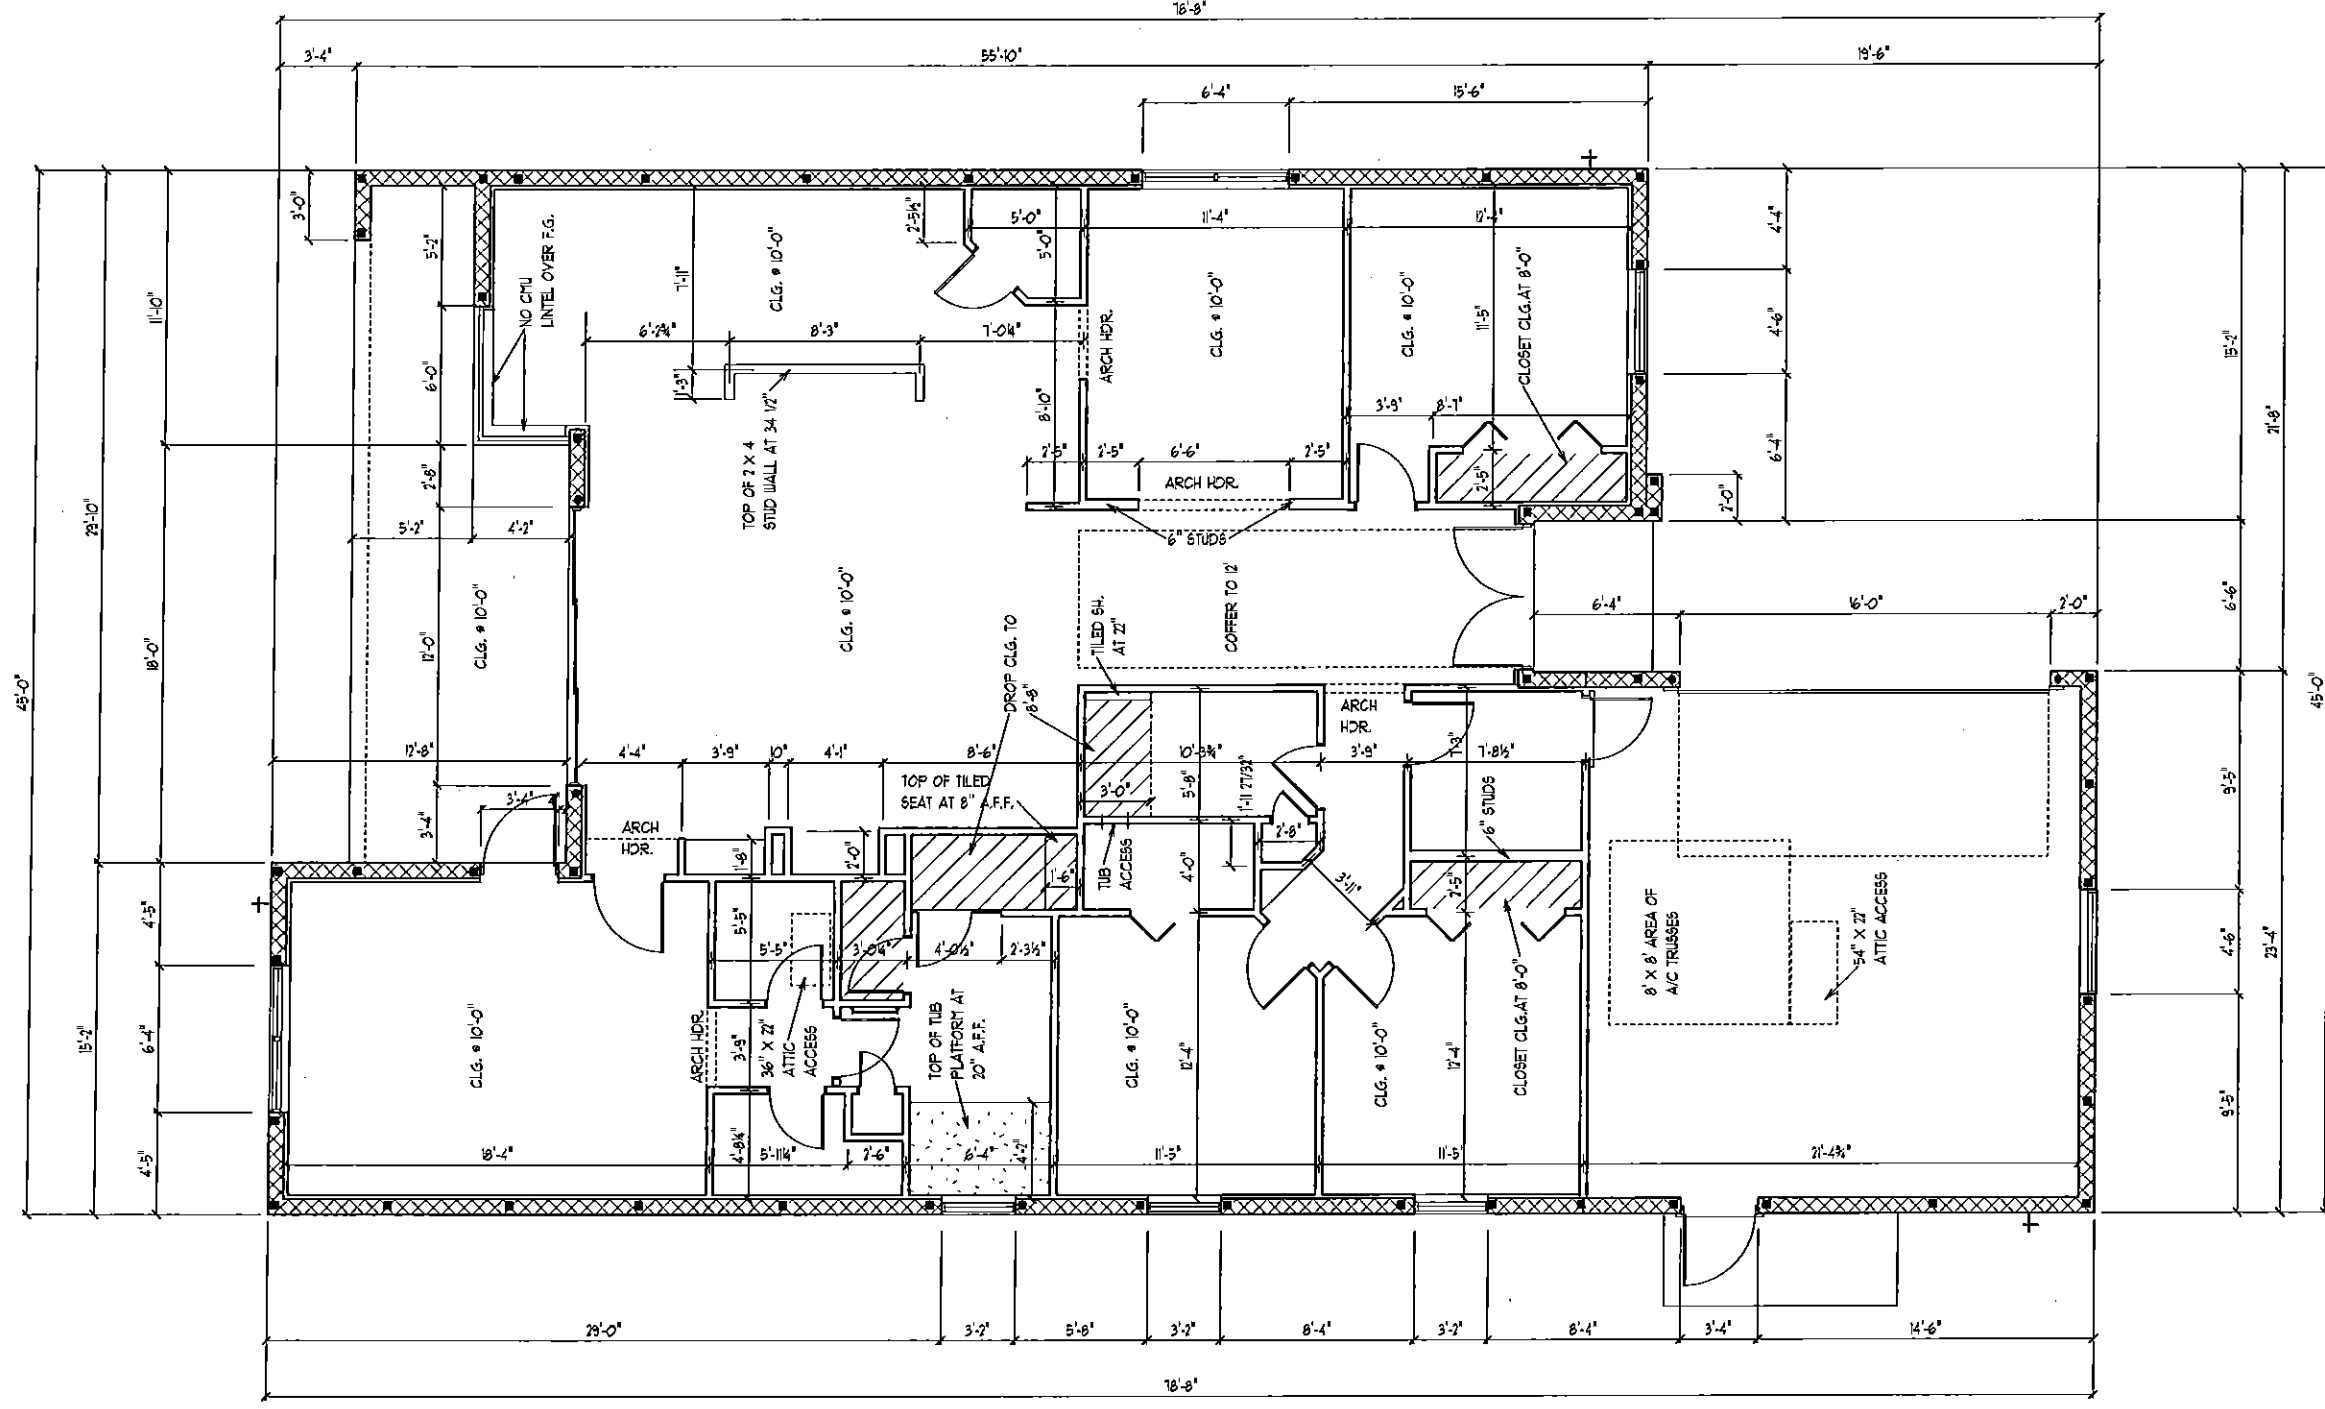 78'-8"
3'-4"
55'-10"
19'-6"
6'-4"
15'-6"
3'-0"
5'-2"
NO CMU
LINTEL OVER F.G.
7'-11"
CLG. @ 10'-0"
2'-5½"
5'-0"
5'-0"
11'-4"
12'-4"
4'-4"
11'-10"
6'-0"
6'-2¾"
8'-3"
7'-0¼"
ARCH HDR.
CLG. @ 10'-0"
CLG. @ 10'-0"
11'-5"
CLOSET CLG. AT 8'-0"
4'-6"
15'-2"
21'-8"
1'-3"
TOP OF 2 X 4
STUD WALL AT 34 1/2"
8'-10"
3'-9"
8'-7"
6'-4"
2'-8"
2'-5"
2'-5"
6'-6"
2'-5"
ARCH HDR.
2'-5"
2'-0"
29'-10"
5'-2"
4'-2"
6" STUDS
CLG. @ 10'-0"
CLG. @ 10'-0"
COFFER TO 12'
TILED SH.
AT 22"
DROP CLG. TO
8'-8"
6'-4"
16'-0"
2'-0"
6'-6"
45'-0"
18'-0"
12'-0"
45'-0"
12'-8"
4'-4"
3'-9"
10"
4'-1"
8'-6"
10'-3¾"
ARCH
HDR.
3'-9"
7'-3"
7'-8½"
9'-5"
TOP OF TILED
SEAT AT 8" A.F.F.
3'-0"
5'-8"
1'-11 27/32"
6" STUDS
3'-4"
4"
3'-4"
ARCH
HDR.
1'-8"
2'-0"
1'-6"
TUB
ACCESS
4'-0"
2'-8"
3'-11"
2'-5"
4'-5"
5'-5"
5'-5"
3'-0¼"
4'-0½"
2'-3½"
8' X 8' AREA OF
A/C TRUSSES
54" X 22"
ATTIC ACCESS
4'-6"
23'-4"
15'-2"
6'-4"
CLG. @ 10'-0"
ARCH HDR.
3'-9"
36" X 22"
ATTIC
ACCESS
TOP OF TUB
PLATFORM AT
20" A.F.F.
CLG. @ 10'-0"
12'-4"
CLG. @ 10'-0"
12'-4"
CLOSET CLG. AT 8'-0"
9'-5"
4'-5"
18'-4"
4'-8¼"
5'-11¼"
2'-6"
6'-4"
4'-2"
11'-5"
11'-5"
21'-4¾"
29'-0"
3'-2"
5'-8"
3'-2"
8'-4"
3'-2"
8'-4"
3'-4"
14'-6"
78'-8"